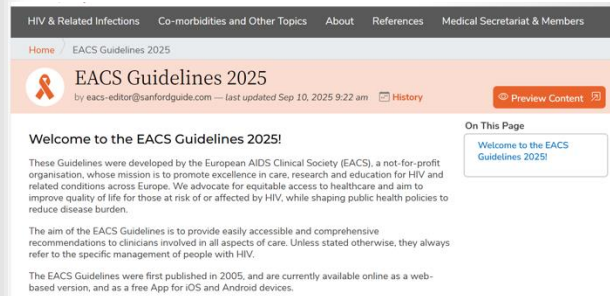 HIV & Related Infections Co-morbidities and Other Topics About References Medical Secretariat & Members
Home / EACS Guidelines 2025
EACS Guidelines 2025
by eacs-editor@sanfordguide.com — last updated Sep 10, 2025 9:22 am History
Preview Content
On This Page
Welcome to the EACS Guidelines 2025!
Welcome to the EACS
Guidelines 2025!
These Guidelines were developed by the European AIDS Clinical Society (EACS), a not-for-profit
organisation, whose mission is to promote excellence in care, research and education for HIV and
related conditions across Europe. We advocate for equitable access to healthcare and aim to
improve quality of life for those at risk of or affected by HIV, while shaping public health policies to
reduce disease burden.
The aim of the EACS Guidelines is to provide easily accessible and comprehensive
recommendations to clinicians involved in all aspects of care. Unless stated otherwise, they always
refer to the specific management of people with HIV.
The EACS Guidelines were first published in 2005, and are currently available online as a web-
based version, and as a free App for iOS and Android devices.